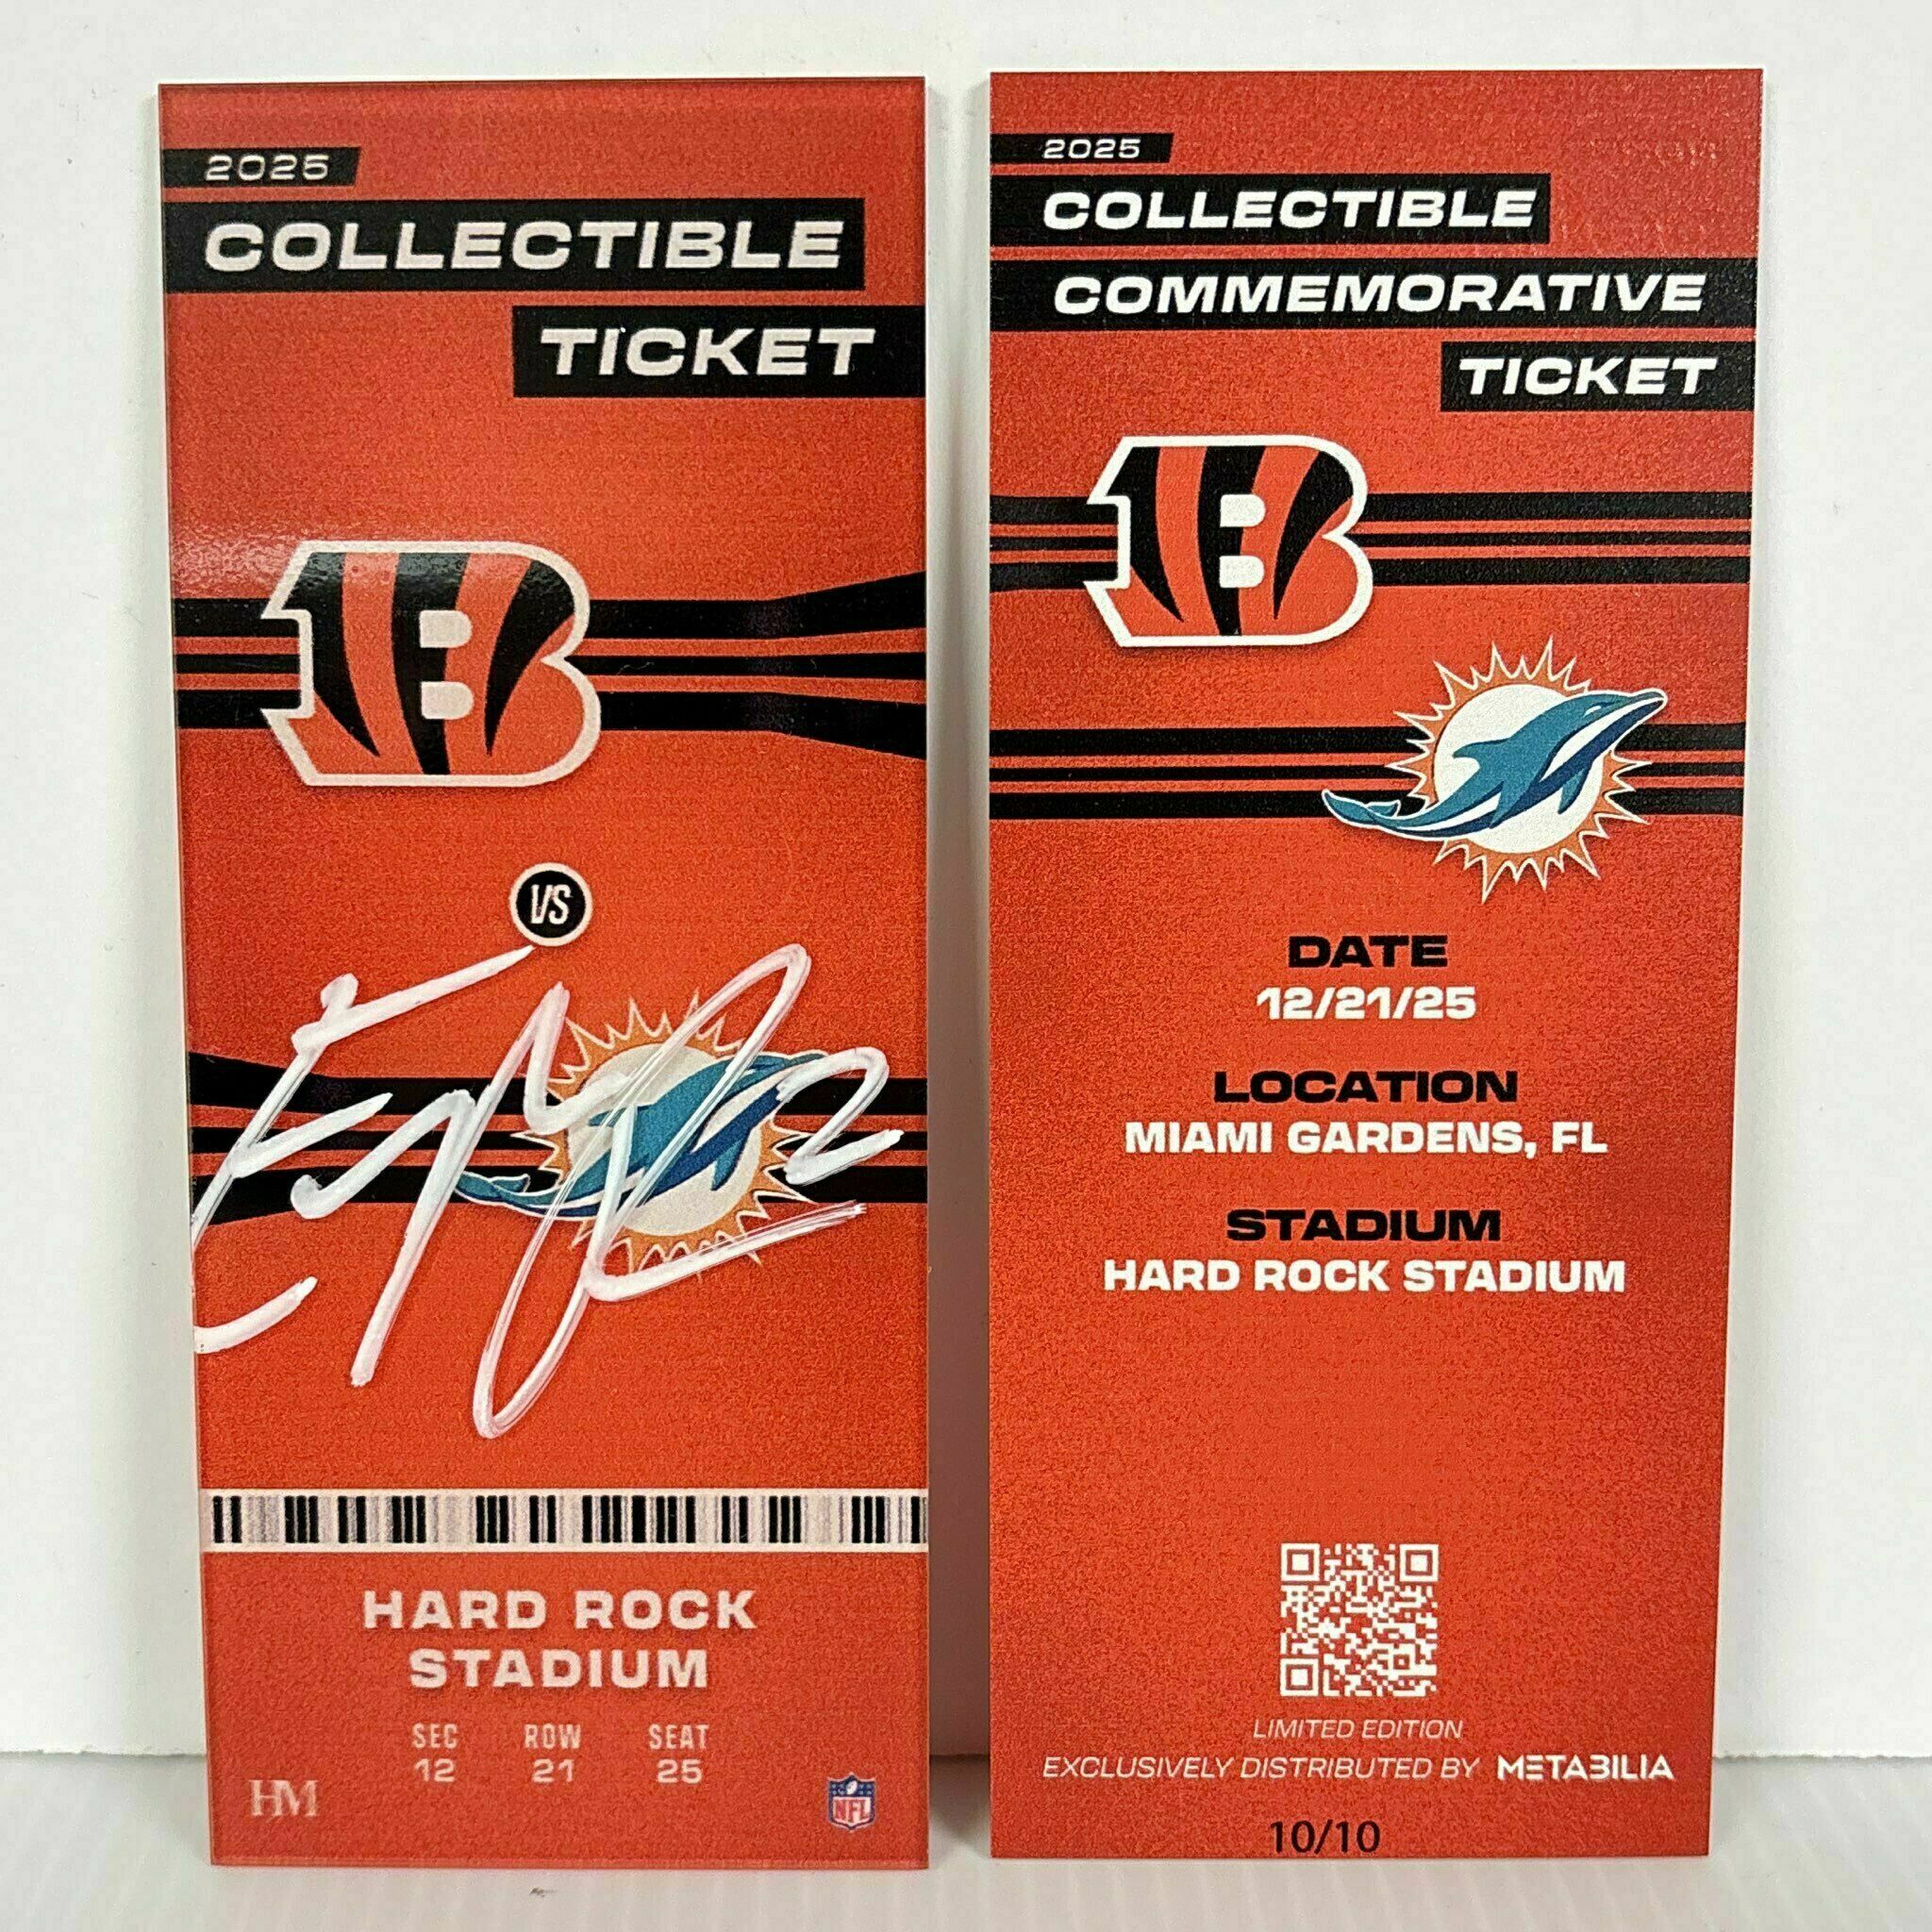 2025
COLLECTIBLE
TICKET
B
VS
HARD ROCK
STADIUM
SEC ROW SEAT
12 21 25
HM
NFL
2025
COLLECTIBLE
COMMEMORATIVE
TICKET
B
DATE
12/21/25
LOCATION
MIAMI GARDENS, FL
STADIUM
HARD ROCK STADIUM
LIMITED EDITION
EXCLUSIVELY DISTRIBUTED BY METABILIA
10/10